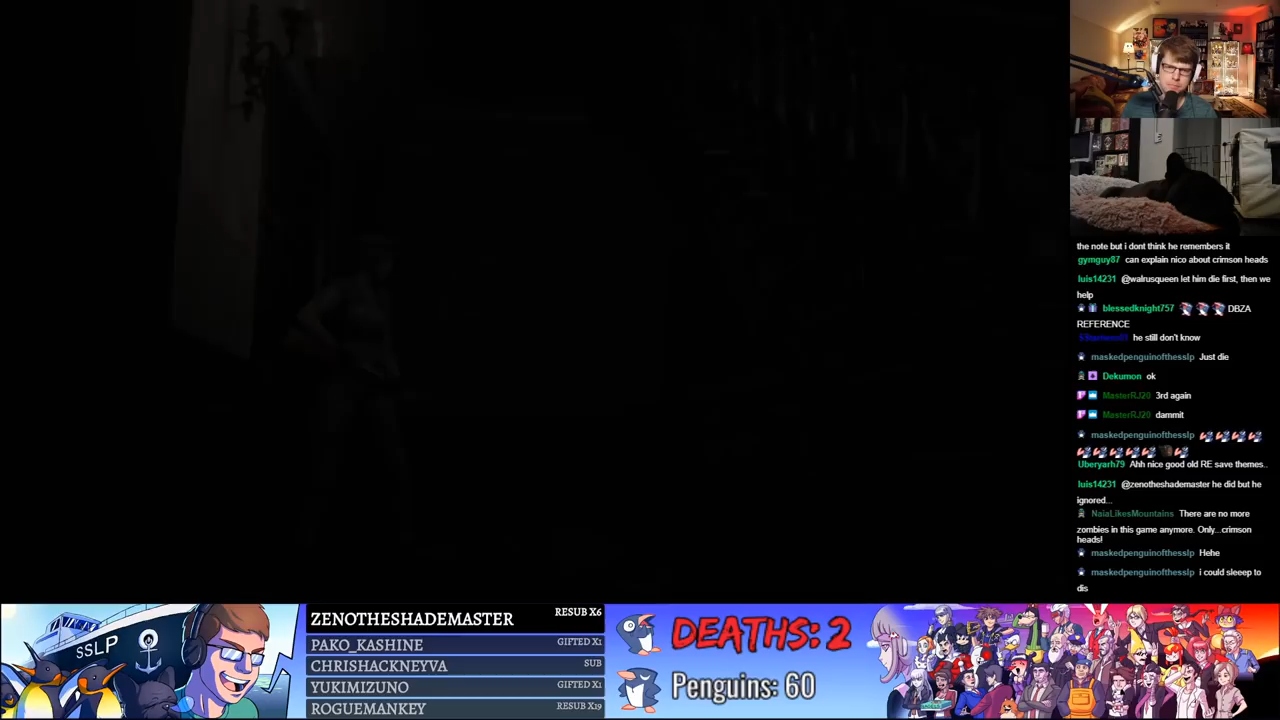 the note but i dont think he remembers it
gymguy87 can explain nico about crimson heads
luis14231 @walrusqueen let him die first, then we
help
blessedknight757 DBZA
REFERENCE
he still don't know
maskedpenguinofthesslp Just die
Dekumon ok
MasterRJ20 3rd again
MasterRJ20 dammit
maskedpenguinofthesslp
Uberyarh79 Ahh nice good old RE save themes..
luis14231 @zenotheshademaster he did but he
ignored...
NaiaLikesMountains There are no more
zombies in this game anymore. Only...crimson
heads!
maskedpenguinofthesslp Hehe
maskedpenguinofthesslp i could sleeep to
dis
SSLP
ZENOTHESHADEMASTER RESUB X6
PAKO_KASHINE GIFTED X1
CHRISHACKNEYVA SUB
YUKIMIZUNO GIFTED X1
ROGUEMANKEY RESUB X19
DEATHS: 2
Penguins: 60